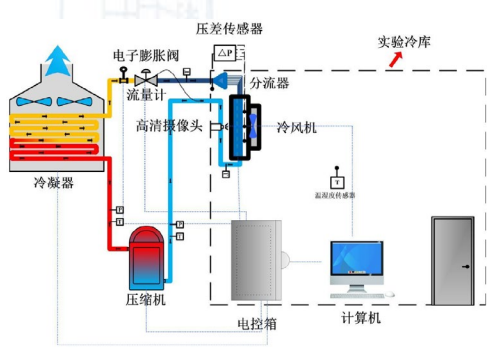 压差传感器
△P
实验冷库
电子膨胀阀
分流器
流量计
高清摄像头
冷风机
冷凝器
T
温湿度传感器
P
T
P
T
压缩机
电控箱
计算机